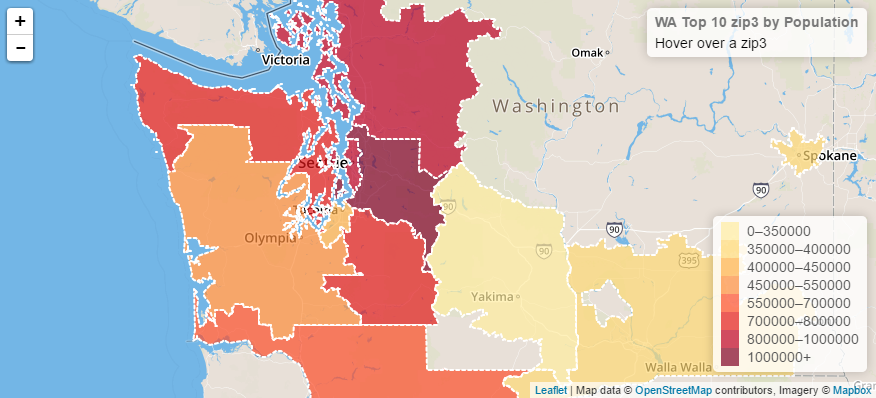 +
−
WA Top 10 zip3 by Population
Hover over a zip3
Victoria
Omak
Washington
Seattle
Spokane
90
90
Tacoma
Olympia
90
90
395
Yakima
Walla Walla
0–350000
350000–400000
400000–450000
450000–550000
550000–700000
700000–800000
800000–1000000
1000000+
Leaflet | Map data © OpenStreetMap contributors, Imagery © Mapbox